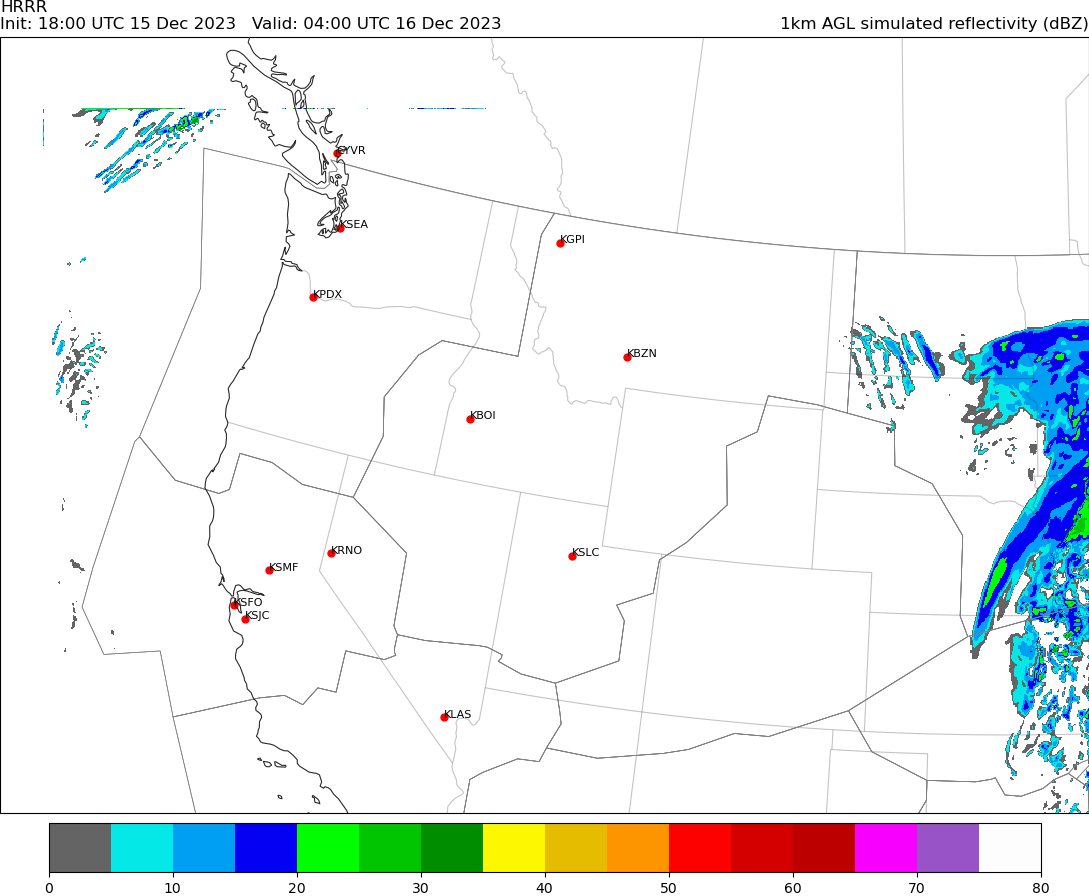 HRRR
Init: 18:00 UTC 15 Dec 2023   Valid: 04:00 UTC 16 Dec 2023
1km AGL simulated reflectivity (dBZ)
CYVR
KSEA
KGPI
KPDX
KBZN
KBOI
KRNO
KSLC
KSMF
KSFO
KSJC
KLAS
0 10 20 30 40 50 60 70 80